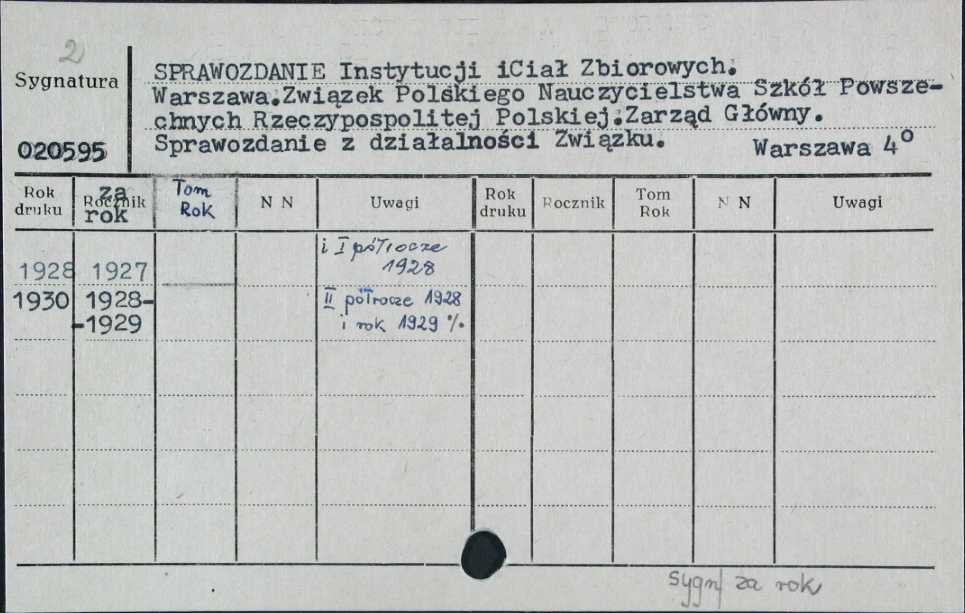 2
Sygnatura
020595
SPRAWOZDANIE Instytucji iCiał Zbiorowych.
Warszawa.Związek Polskiego Nauczycielstwa Szkół Powsze-
chnych Rzeczypospolitej Polskiej.Zarząd Główny.
Sprawozdanie z działalności Związku. Warszawa 4°
Rok druku za Rocznik rok Tom Rok N N Uwagi Rok druku Rocznik Tom Rok N N Uwagi
1928 1927 i I półrocze 1928
1930 1928- II półrocze 1928
-1929 i rok 1929 %.
sygn/ za rok